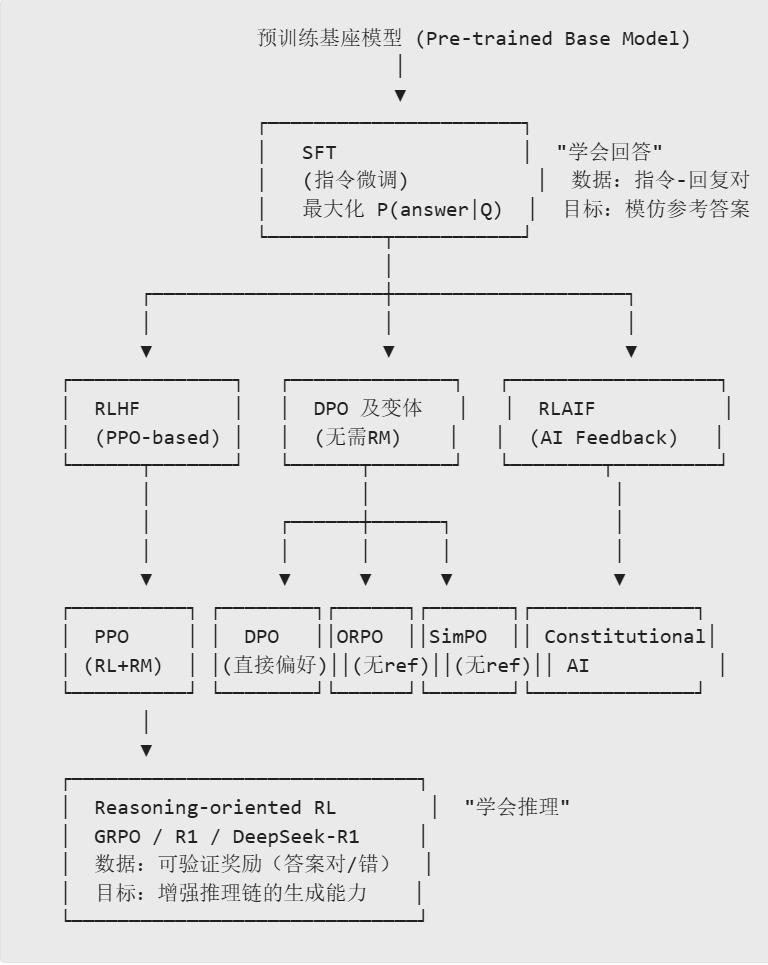 预训练基座模型 (Pre-trained Base Model)
SFT "学会回答"
(指令微调) 数据: 指令-回复对
最大化 P(answer|Q) 目标: 模仿参考答案
RLHF DPO 及变体 RLAIF
(PPO-based) (无需RM) (AI Feedback)
PPO DPO ORPO SimPO Constitutional
(RL+RM) (直接偏好) (无ref) (无ref) AI
Reasoning-oriented RL "学会推理"
GRPO / R1 / DeepSeek-R1
数据: 可验证奖励（答案对/错）
目标: 增强推理链的生成能力